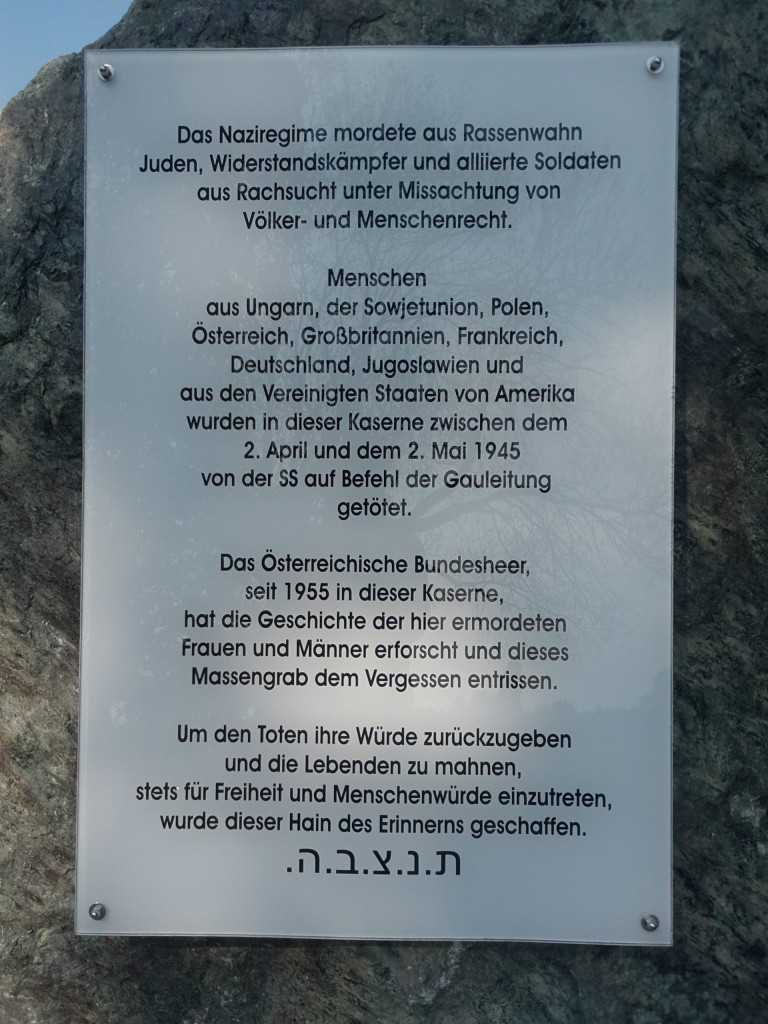 Das Naziregime mordete aus Rassenwahn
Juden, Widerstandskämpfer und alliierte Soldaten
aus Rachsucht unter Missachtung von
Völker- und Menschenrecht.
Menschen
aus Ungarn, der Sowjetunion, Polen,
Österreich, Großbritannien, Frankreich,
Deutschland, Jugoslawien und
aus den Vereinigten Staaten von Amerika
wurden in dieser Kaserne zwischen dem
2. April und dem 2. Mai 1945
von der SS auf Befehl der Gauleitung
getötet.
Das Österreichische Bundesheer,
seit 1955 in dieser Kaserne,
hat die Geschichte der hier ermordeten
Frauen und Männer erforscht und dieses
Massengrab dem Vergessen entrissen.
Um den Toten ihre Würde zurückzugeben
und die Lebenden zu mahnen,
stets für Freiheit und Menschenwürde einzutreten,
wurde dieser Hain des Erinnerns geschaffen.
ת.נ.צ.ב.ה.